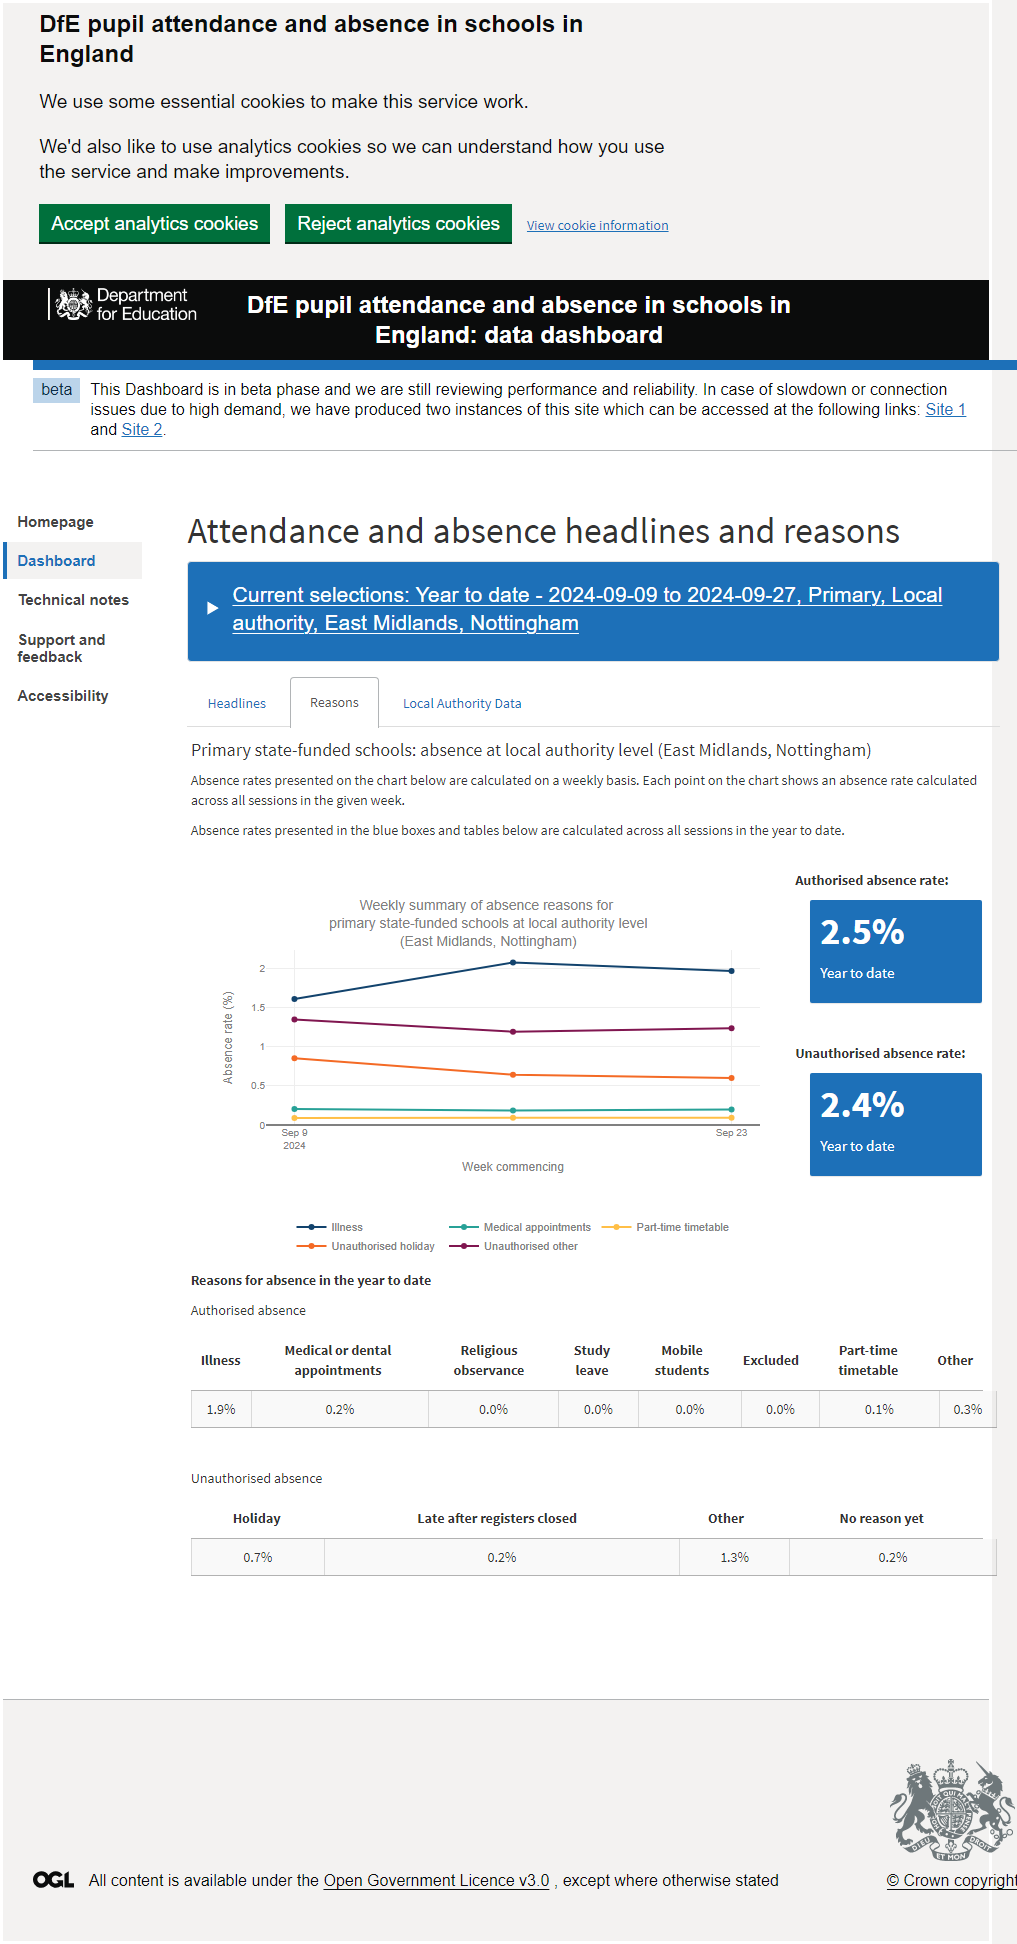 DfE pupil attendance and absence in schools in
England
We use some essential cookies to make this service work.
We'd also like to use analytics cookies so we can understand how you use
the service and make improvements.
Accept analytics cookies Reject analytics cookies View cookie information
Department
for Education
DfE pupil attendance and absence in schools in
England: data dashboard
beta This Dashboard is in beta phase and we are still reviewing performance and reliability. In case of slowdown or connection
issues due to high demand, we have produced two instances of this site which can be accessed at the following links: Site 1
and Site 2.
Homepage
Dashboard
Technical notes
Support and
feedback
Accessibility
Attendance and absence headlines and reasons
Current selections: Year to date - 2024-09-09 to 2024-09-27, Primary, Local
authority, East Midlands, Nottingham
Headlines Reasons Local Authority Data
Primary state-funded schools: absence at local authority level (East Midlands, Nottingham)
Absence rates presented on the chart below are calculated on a weekly basis. Each point on the chart shows an absence rate calculated
across all sessions in the given week.
Absence rates presented in the blue boxes and tables below are calculated across all sessions in the year to date.
Weekly summary of absence reasons for
primary state-funded schools at local authority level
(East Midlands, Nottingham)
Absence rate (%)
2
1.5
1
0.5
0
Sep 9
2024
Sep 23
Week commencing
Illness Medical appointments Part-time timetable
Unauthorised holiday Unauthorised other
Authorised absence rate:
2.5%
Year to date
Unauthorised absence rate:
2.4%
Year to date
Reasons for absence in the year to date
Authorised absence
Illness Medical or dental appointments Religious observance Study leave Mobile students Excluded Part-time timetable Other
1.9% 0.2% 0.0% 0.0% 0.0% 0.0% 0.1% 0.3%
Unauthorised absence
Holiday Late after registers closed Other No reason yet
0.7% 0.2% 1.3% 0.2%
DIEU ET MON DROIT
OGL All content is available under the Open Government Licence v3.0 , except where otherwise stated © Crown copyright